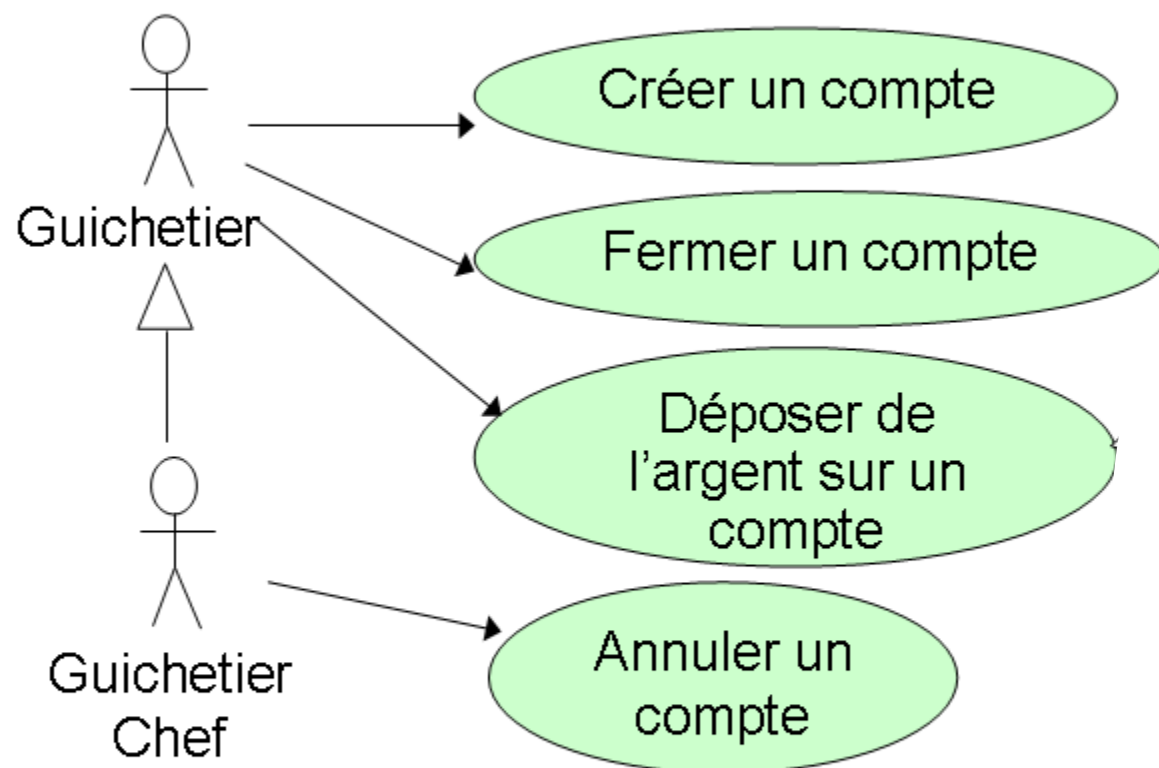 Créer un compte
Guichetier
Fermer un compte
Déposer de
l'argent sur un
compte
Guichetier
Chef
Annuler un
compte